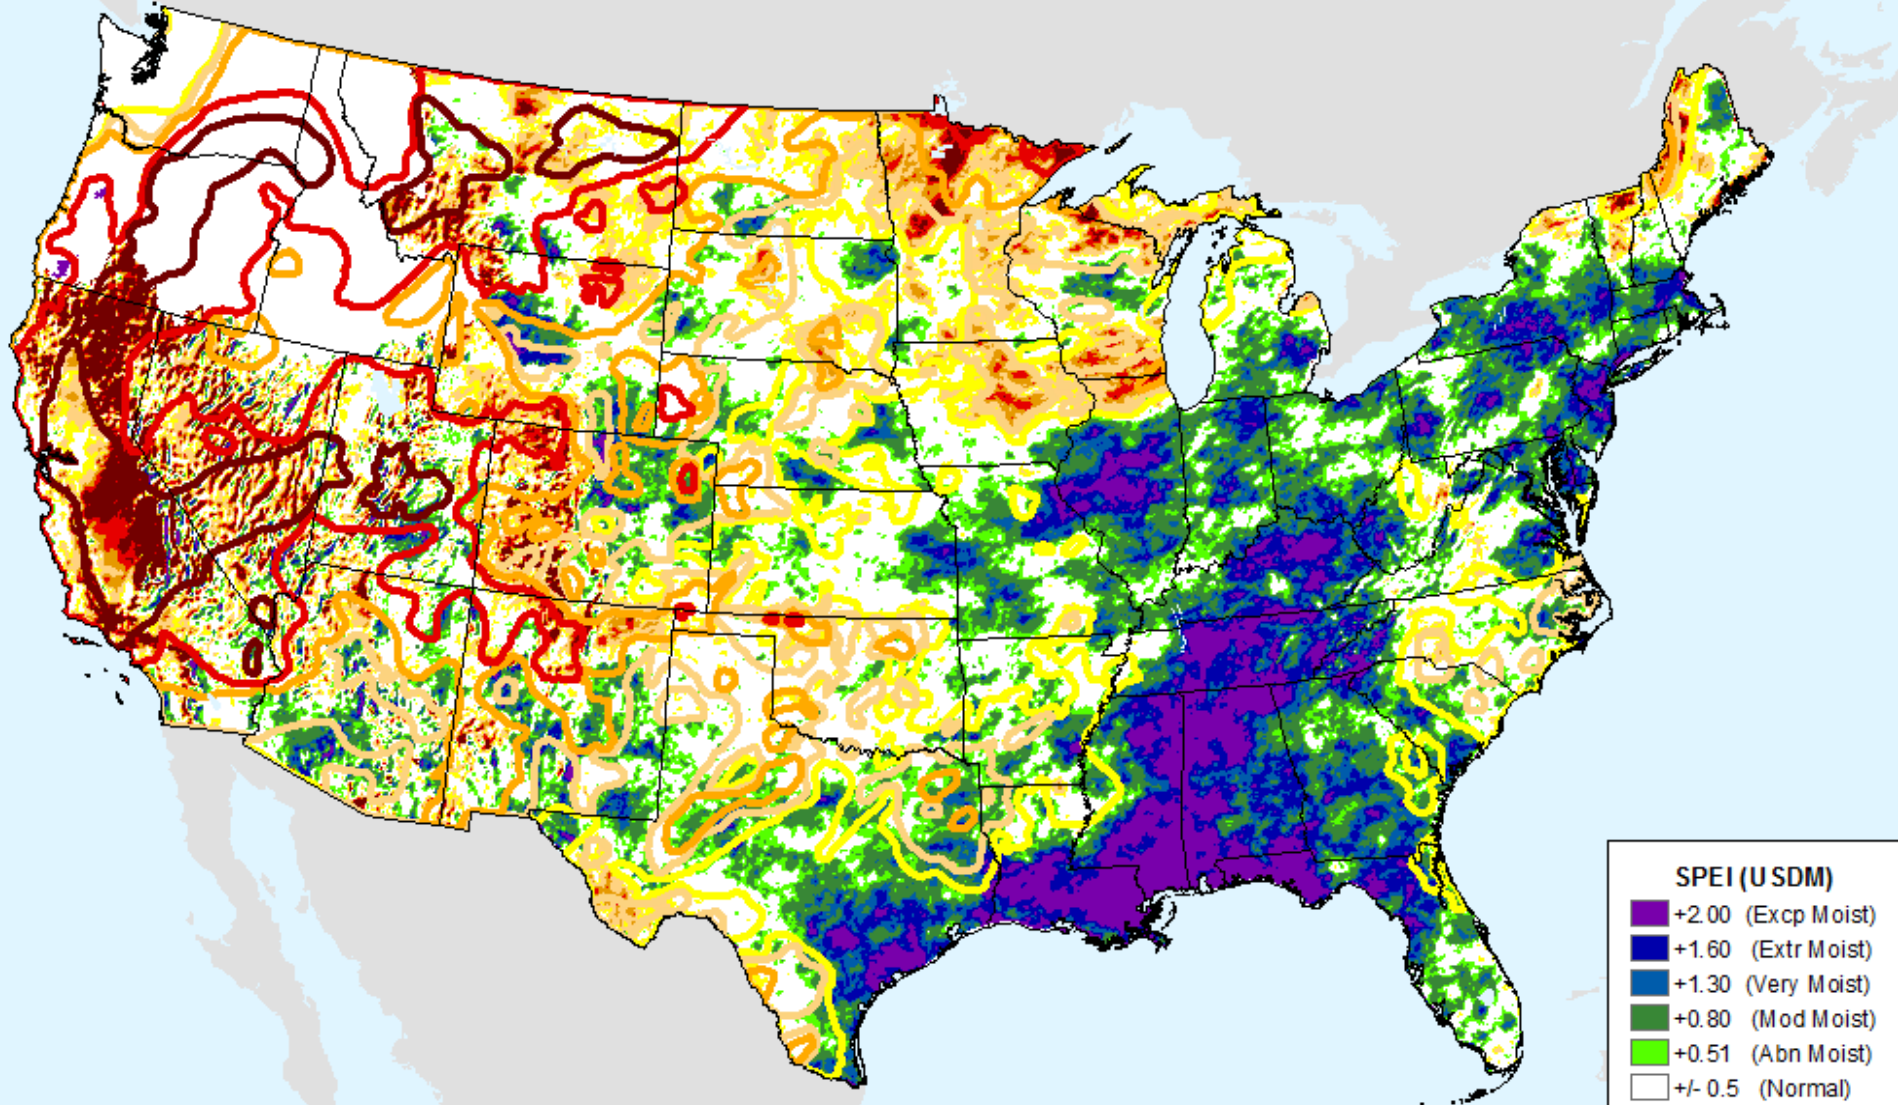 SPEI (USDM)
+2.00 (Excp Moist)
+1.60 (Extr Moist)
+1.30 (Very Moist)
+0.80 (Mod Moist)
+0.51 (Abn Moist)
+/- 0.5 (Normal)